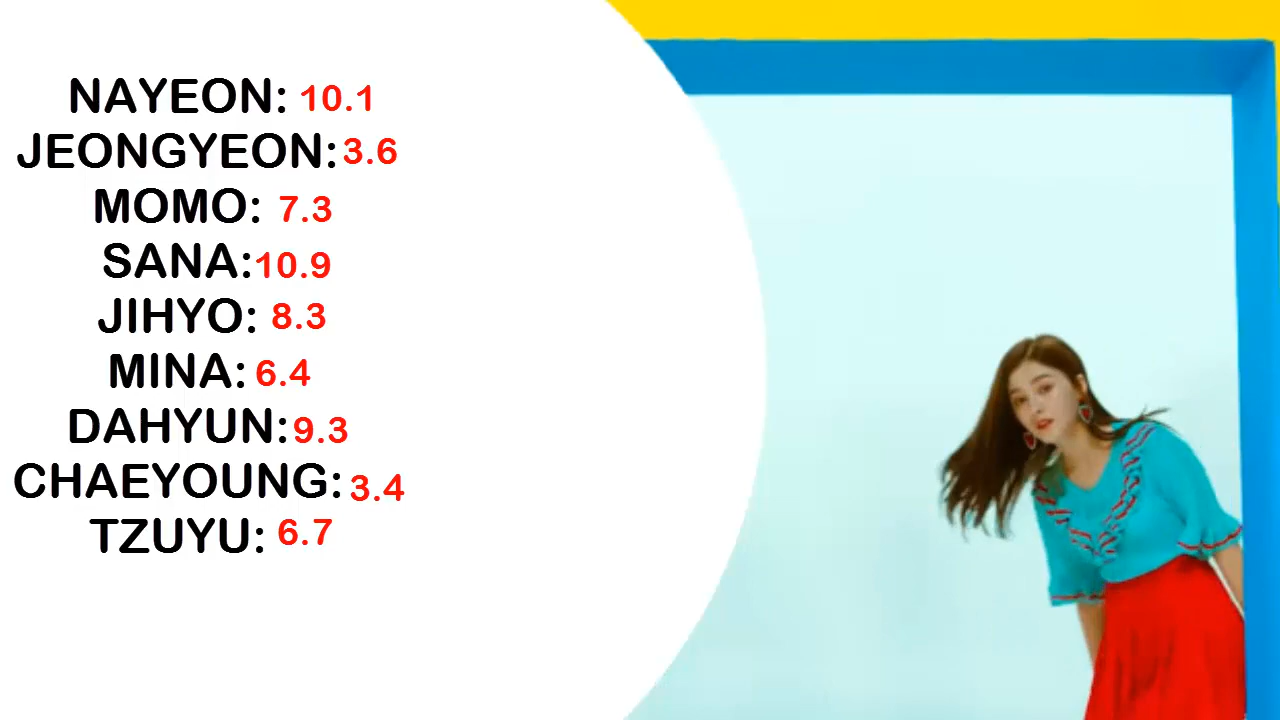 NAYEON: 10.1
JEONGYEON: 3.6
MOMO: 7.3
SANA: 10.9
JIHYO: 8.3
MINA: 6.4
DAHYUN: 9.3
CHAEYOUNG: 3.4
TZUYU: 6.7